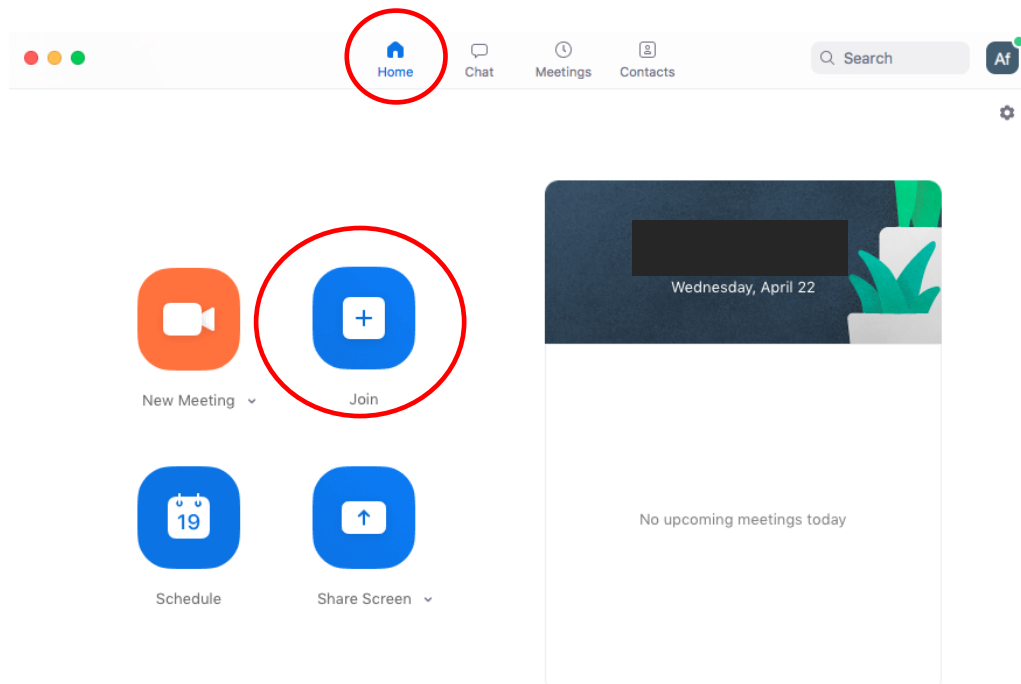 Home
Chat
Meetings
Contacts
Search
Af
Wednesday, April 22
New Meeting
Join
19
Schedule
Share Screen
No upcoming meetings today